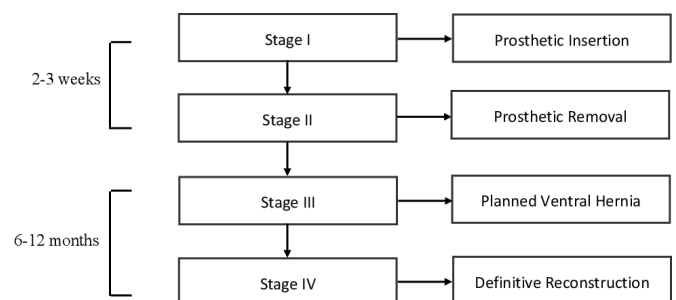 Stage I
Prosthetic Insertion
2-3 weeks
Stage II
Prosthetic Removal
Stage III
Planned Ventral Hernia
6-12 months
Stage IV
Definitive Reconstruction